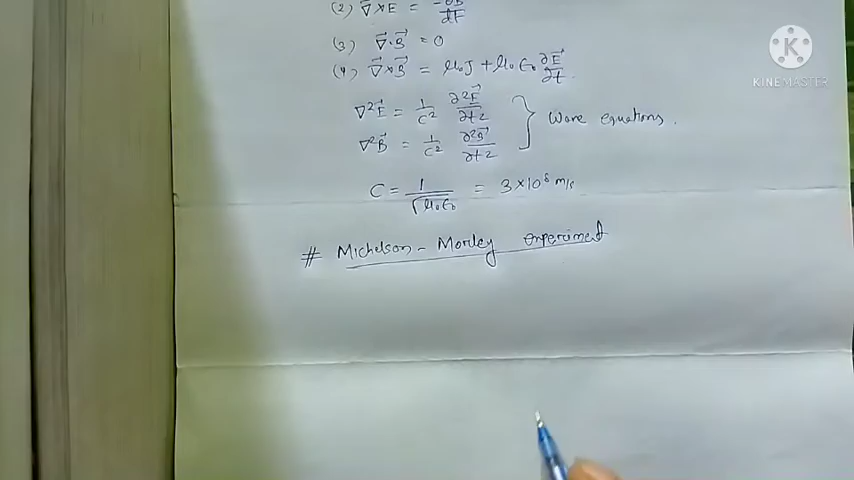 (2) ∇⃗×E = -∂B/dt
(3) ∇⃗·B⃗ = 0
(4) ∇⃗×B⃗ = μ₀J + μ₀ε₀ ∂E⃗/∂t.
∇²E⃗ = 1/c² ∂²E⃗/∂t²
∇²B⃗ = 1/c² ∂²B⃗/∂t²
} Wave equations.
C = 1/√μ₀ε₀ = 3×10⁸ m/s
# Michelson - Morley experiment
KINEMASTER